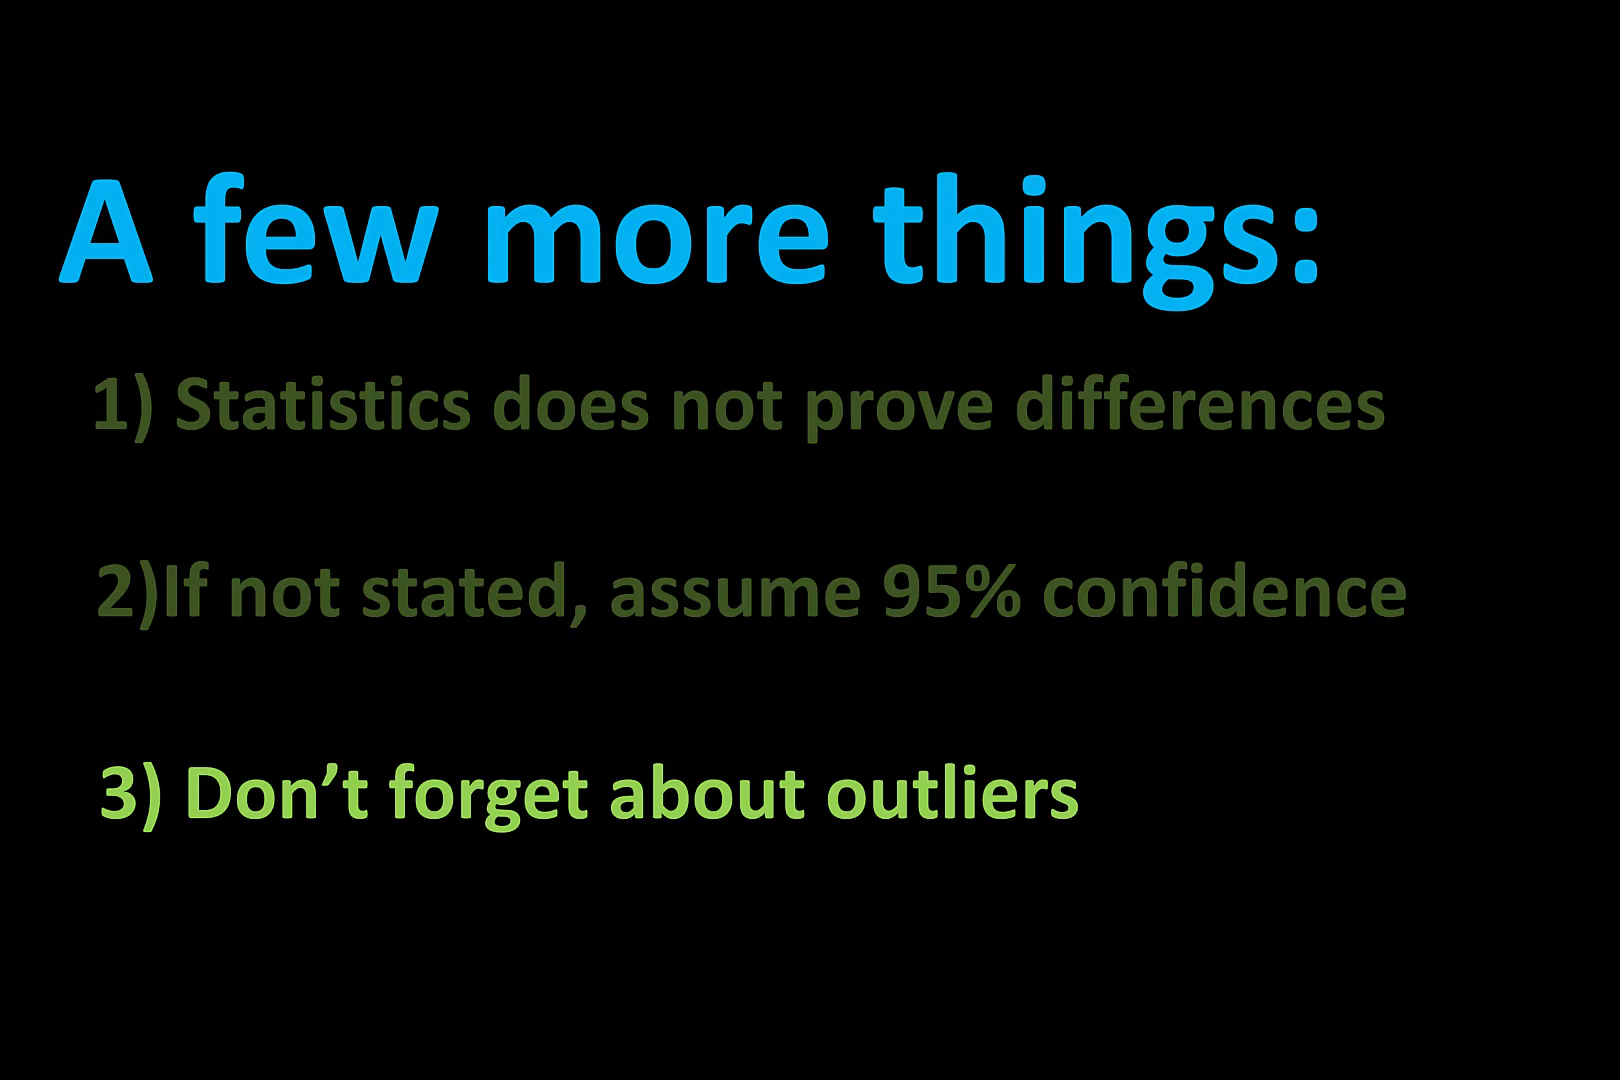 A few more things:
1) Statistics does not prove differences
2)If not stated, assume 95% confidence
3) Don’t forget about outliers